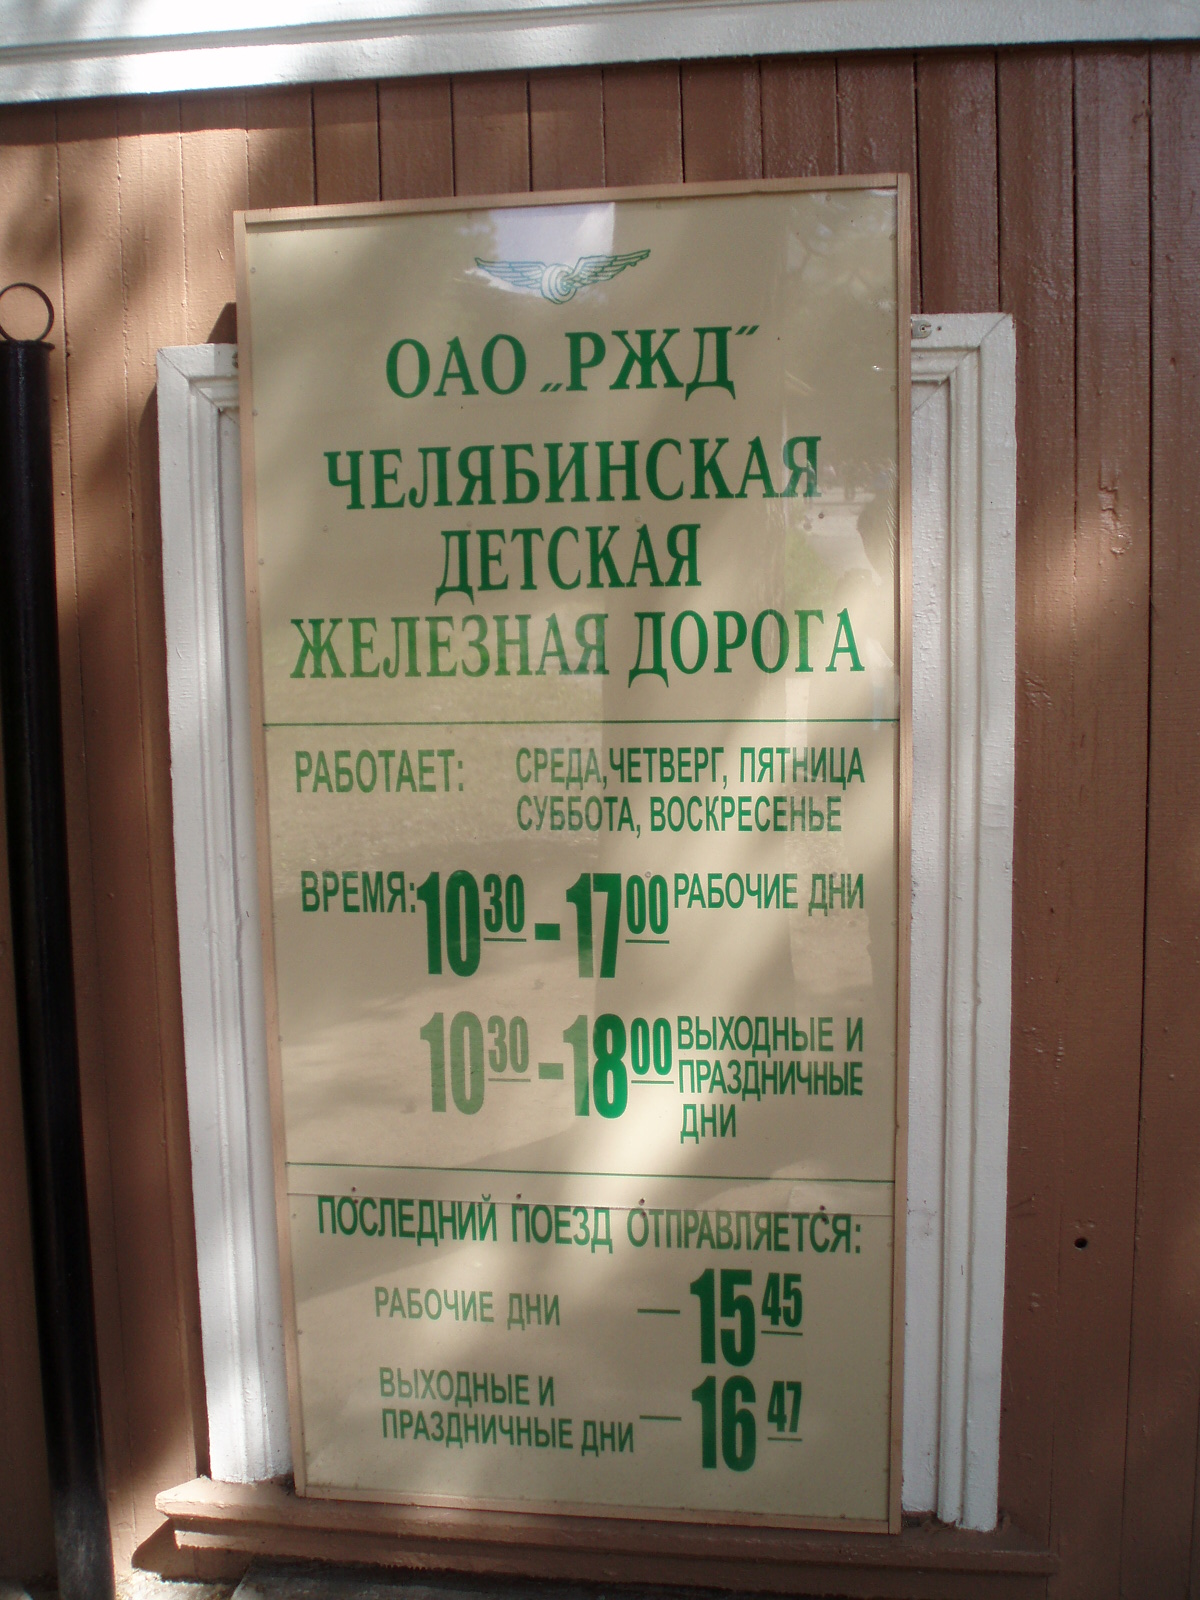 ОАО „РЖД“
ЧЕЛЯБИНСКАЯ
ДЕТСКАЯ
ЖЕЛЕЗНАЯ ДОРОГА
РАБОТАЕТ: СРЕДА,ЧЕТВЕРГ, ПЯТНИЦА
СУББОТА, ВОСКРЕСЕНЬЕ
ВРЕМЯ: 10 30 - 17 00 РАБОЧИЕ ДНИ
10 30 - 18 00 ВЫХОДНЫЕ И
ПРАЗДНИЧНЫЕ
ДНИ
ПОСЛЕДНИЙ ПОЕЗД ОТПРАВЛЯЕТСЯ:
РАБОЧИЕ ДНИ — 15 45
ВЫХОДНЫЕ И
ПРАЗДНИЧНЫЕ ДНИ — 16 47